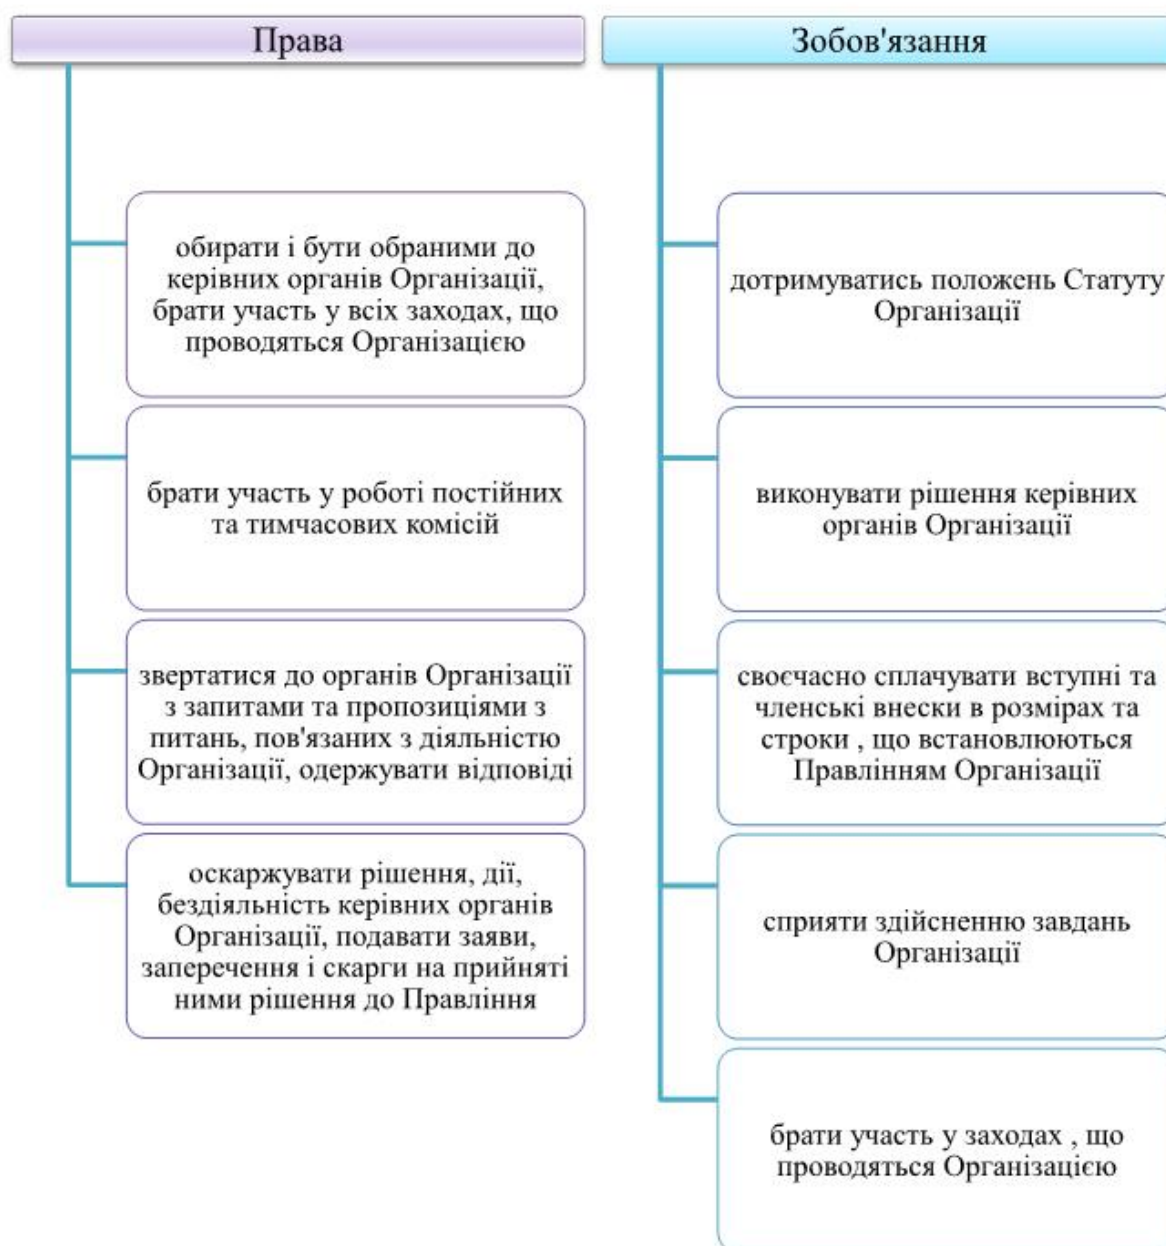 Права
обирати і бути обраними до
керівних органів Організації,
брати участь у всіх заходах, що
проводяться Організацією
брати участь у роботі постійних
та тимчасових комісій
звертатися до органів Організації
з запитами та пропозиціями з
питань, пов'язаних з діяльністю
Організації, одержувати відповіді
оскаржувати рішення, дії,
бездіяльність керівних органів
Організації, подавати заяви,
заперечення і скарги на прийняті
ними рішення до Правління
Зобов'язання
дотримуватись положень Статуту
Організації
виконувати рішення керівних
органів Організації
своєчасно сплачувати вступні та
членські внески в розмірах та
строки , що встановлюються
Правлінням Організації
сприяти здійсненню завдань
Організації
брати участь у заходах , що
проводяться Організацією